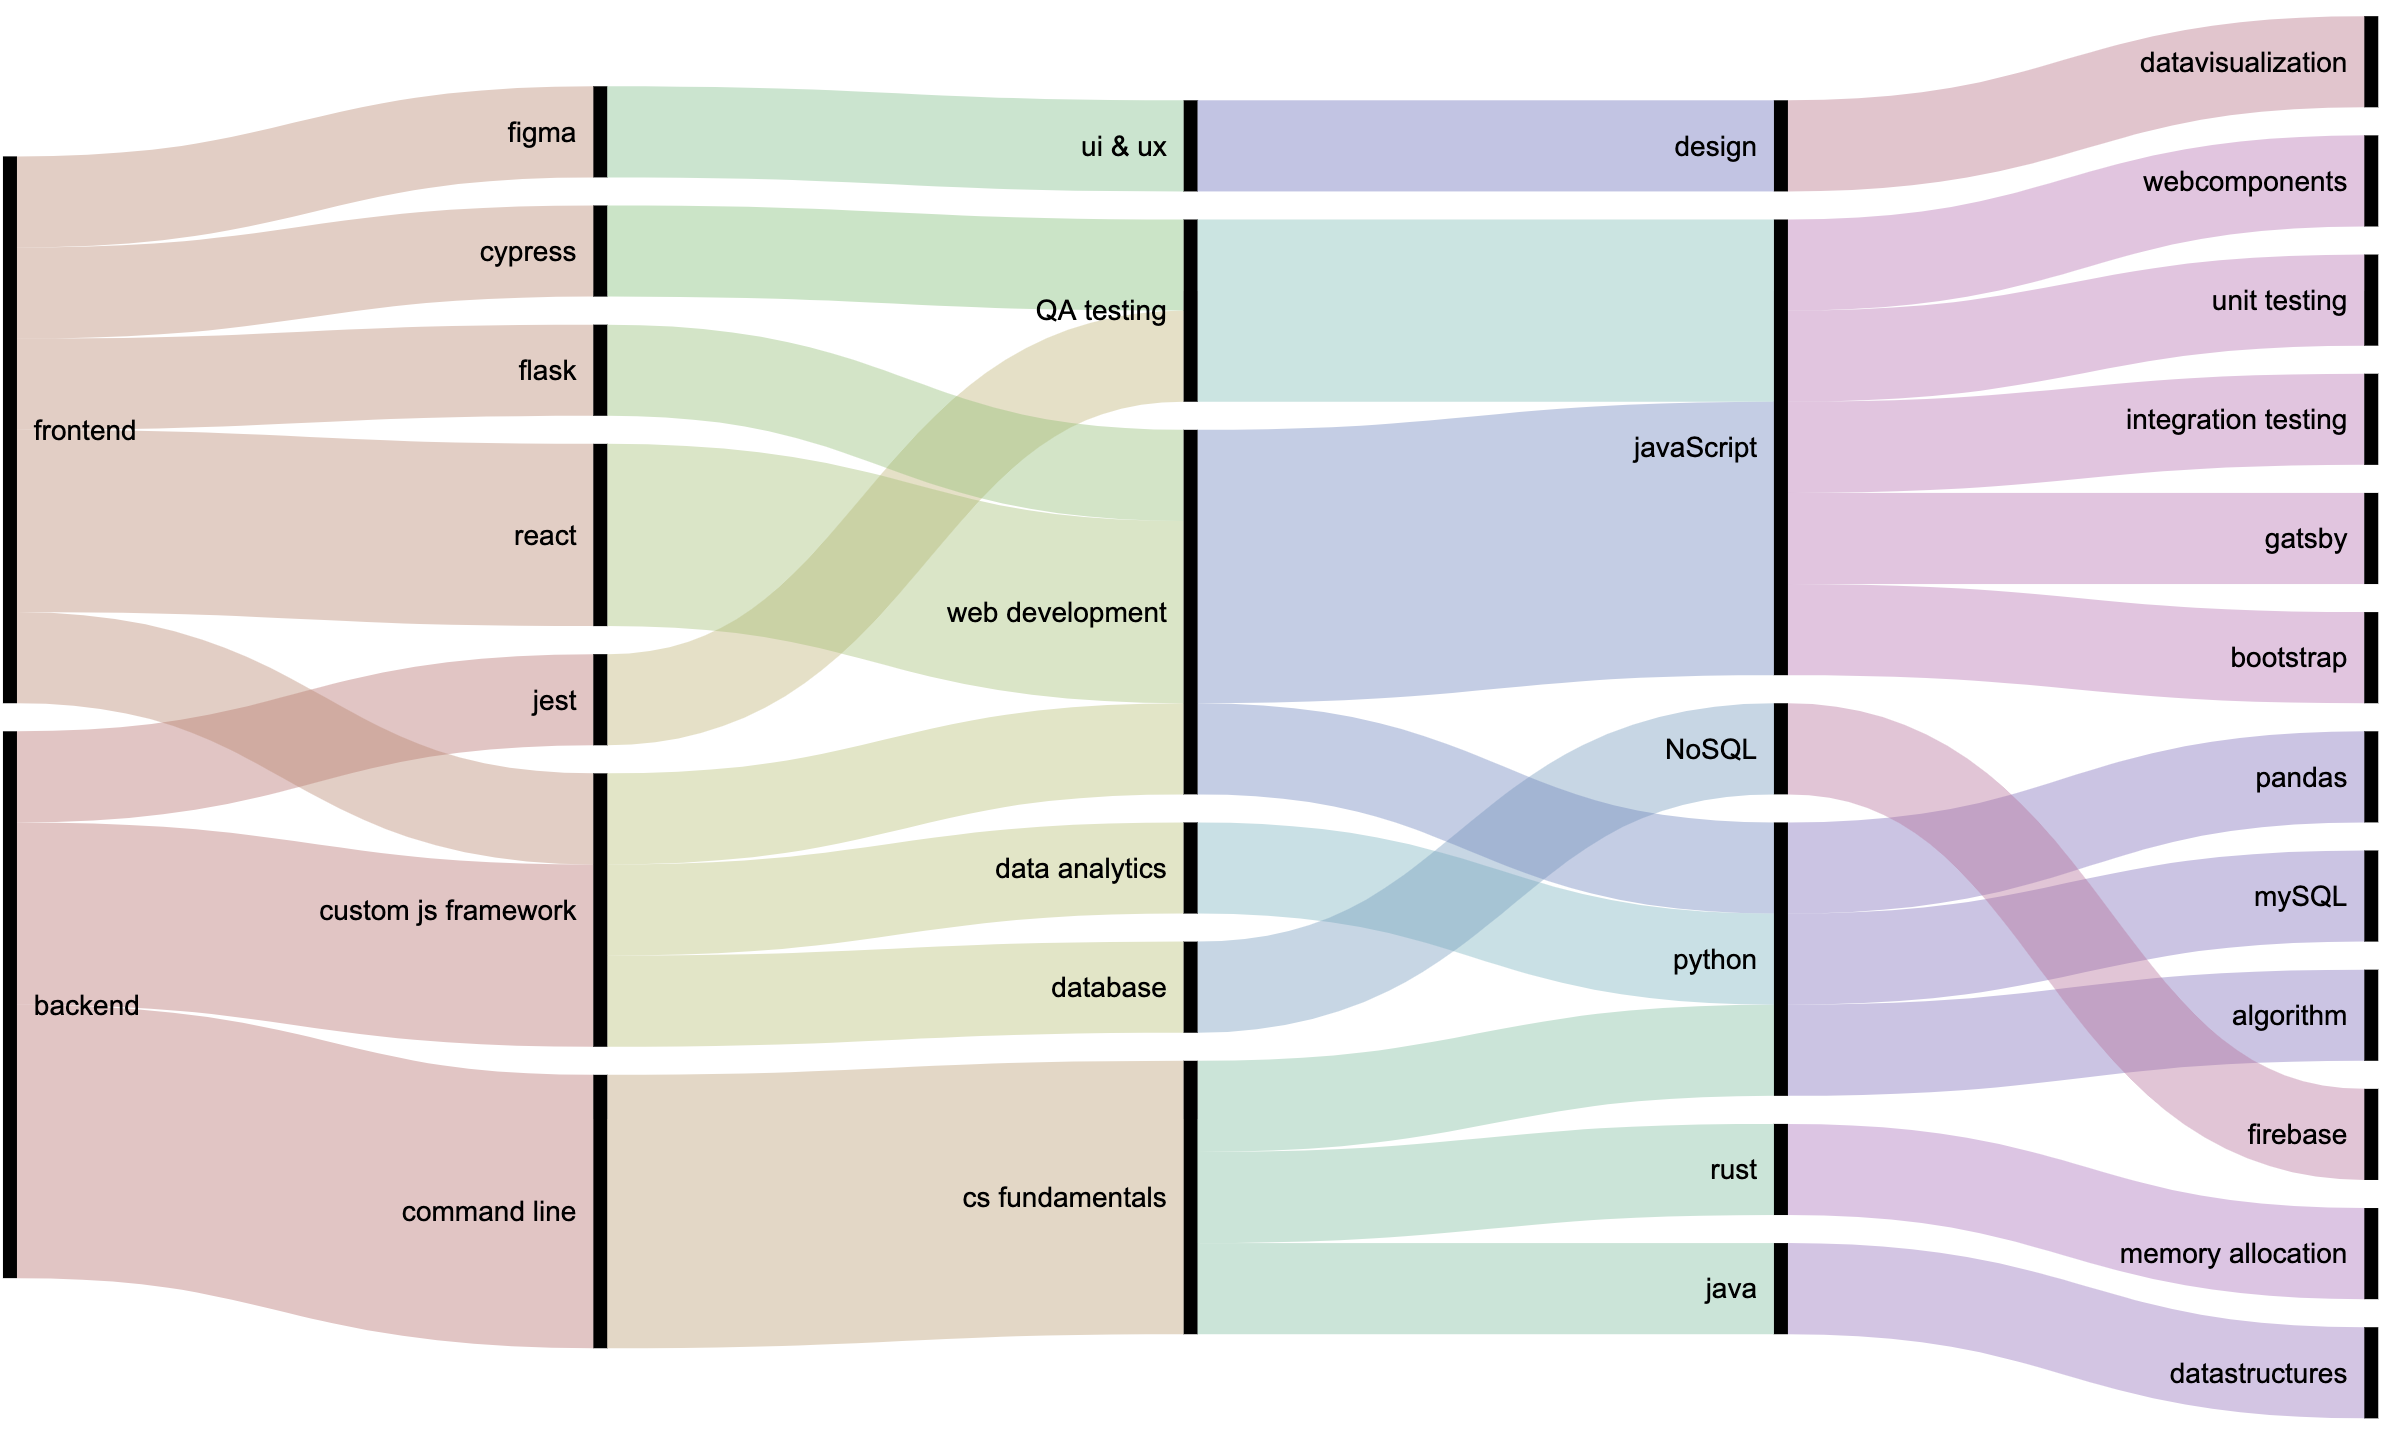 frontend
backend
figma
cypress
flask
react
jest
custom js framework
command line
ui & ux
QA testing
web development
data analytics
database
cs fundamentals
design
javaScript
NoSQL
python
rust
java
datavisualization
webcomponents
unit testing
integration testing
gatsby
bootstrap
pandas
mySQL
algorithm
firebase
memory allocation
datastructures